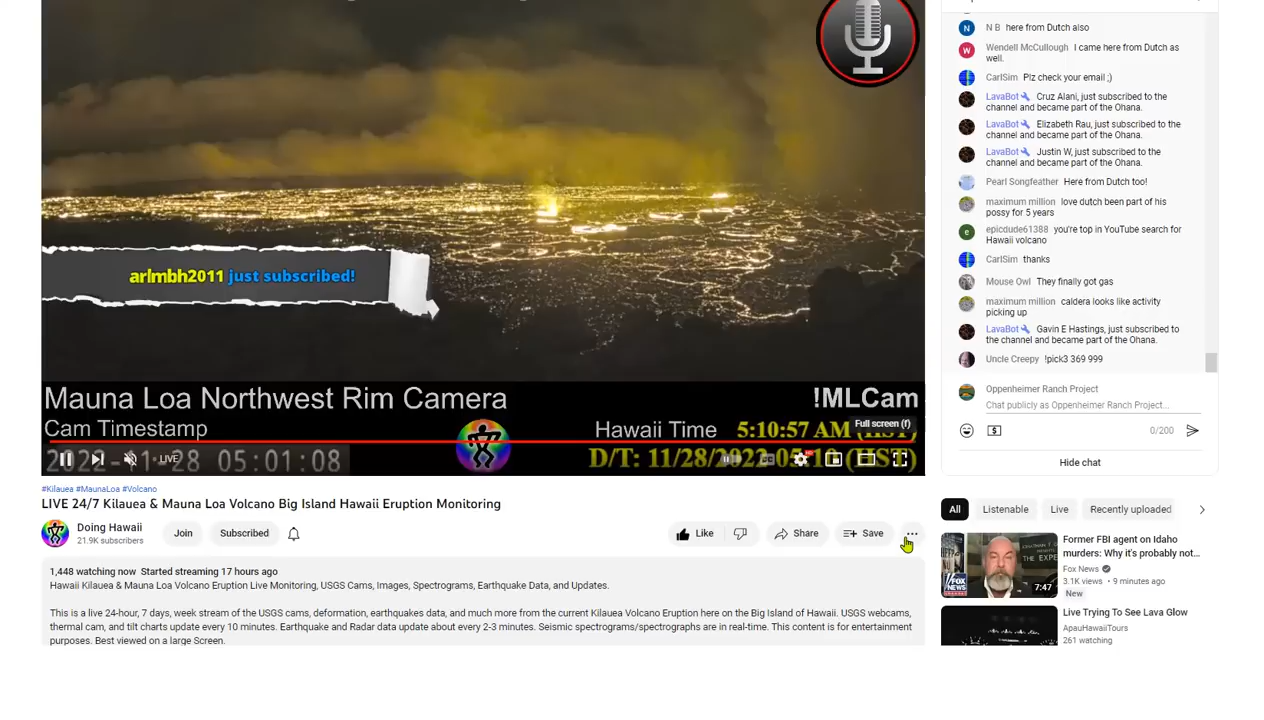 N B here from Dutch also
Wendell McCullough I came here from Dutch as
well.
CarlSim Plz check your email ;)
LavaBot Cruz Alani, just subscribed to the
channel and became part of the Ohana.
LavaBot Elizabeth Rau, just subscribed to the
channel and became part of the Ohana.
LavaBot Justin W, just subscribed to the
channel and became part of the Ohana.
Pearl Songfeather Here from Dutch too!
maximum million love dutch been part of his
possy for 5 years
epicdude61388 you're top in YouTube search for
Hawaii volcano
CarlSim thanks
Mouse Owl They finally got gas
maximum million caldera looks like activity
picking up
LavaBot Gavin E Hastings, just subscribed to
the channel and became part of the Ohana.
Uncle Creepy !pick3 369 999
Oppenheimer Ranch Project
Chat publicly as Oppenheimer Ranch Project...
0/200
Hide chat
arlmbh2011 just subscribed!
Mauna Loa Northwest Rim Camera
!MLCam
Cam Timestamp
Hawaii Time 5:10:57 AM (HST)
Full screen (f)
2022-11-28 05:01:08
LIVE
D/T: 11/28/2022 05:10 (HST)
#Kilauea #MaunaLoa #Volcano
LIVE 24/7 Kilauea & Mauna Loa Volcano Big Island Hawaii Eruption Monitoring
Doing Hawaii
21.9K subscribers
Join
Subscribed
Like
Share
Save
1,448 watching now Started streaming 17 hours ago
Hawaii Kilauea & Mauna Loa Volcano Eruption Live Monitoring, USGS Cams, Images, Spectrograms, Earthquake Data, and Updates.
This is a live 24-hour, 7 days, week stream of the USGS cams, deformation, earthquakes data, and much more from the current Kilauea Volcano Eruption here on the Big Island of Hawaii. USGS webcams,
thermal cam, and tilt charts update every 10 minutes. Earthquake and Radar data update about every 2-3 minutes. Seismic spectrograms/spectrographs are in real-time. This content is for entertainment
purposes. Best viewed on a large Screen.
All
Listenable
Live
Recently uploaded
Former FBI agent on Idaho
murders: Why it's probably not...
Fox News
3.1K views • 9 minutes ago
New
7:47
Live Trying To See Lava Glow
ApauHawaiiTours
261 watching